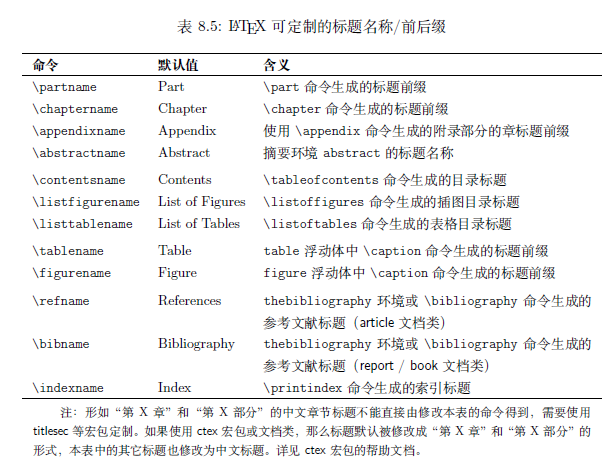 表 8.5: LATEX 可定制的标题名称/前后缀
命令 默认值 含义
\partname Part \part 命令生成的标题前缀
\chaptername Chapter \chapter 命令生成的标题前缀
\appendixname Appendix 使用 \appendix 命令生成的附录部分的章标题前缀
\abstractname Abstract 摘要环境 abstract 的标题名称
\contentsname Contents \tableofcontents 命令生成的目录标题
\listfigurename List of Figures \listoffigures 命令生成的插图目录标题
\listtablename List of Tables \listoftables 命令生成的表格目录标题
\tablename Table table 浮动体中 \caption 命令生成的标题前缀
\figurename Figure figure 浮动体中 \caption 命令生成的标题前缀
\refname References thebibliography 环境或 \bibliography 命令生成的
参考文献标题（article 文档类）
\bibname Bibliography thebibliography 环境或 \bibliography 命令生成的
参考文献标题（report / book 文档类）
\indexname Index \printindex 命令生成的索引标题
注：形如“第 X 章”和“第 X 部分”的中文章节标题不能直接由修改本表的命令得到，需要使用
titlesec 等宏包定制。如果使用 ctex 宏包或文档类，那么标题默认被修改成“第 X 章”和“第 X 部分”的
形式，本表中的其它标题也修改为中文标题。详见 ctex 宏包的帮助文档。